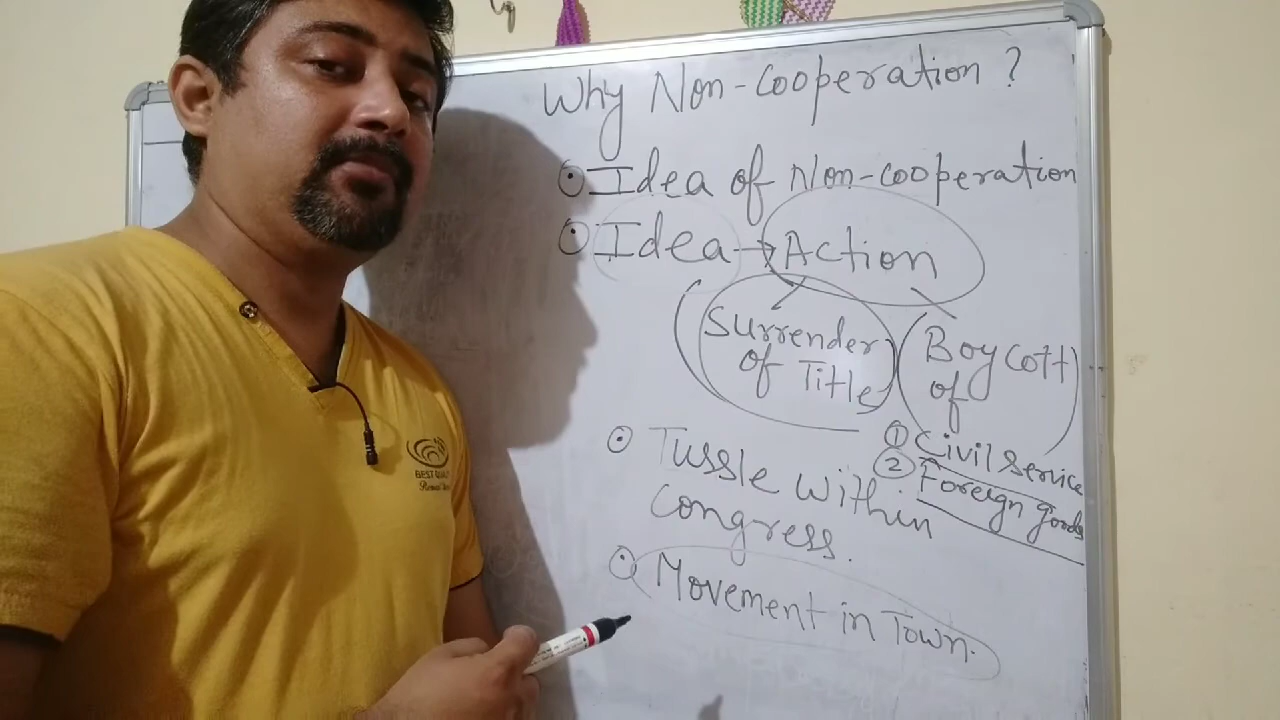 Why Non-Cooperation ?
Idea of Non-cooperation
Idea → Action
Surrender
of Title
Boycott
of
① Civil Service
② Foreign goods
Tussle Within
Congress.
Movement in Town.
BEST